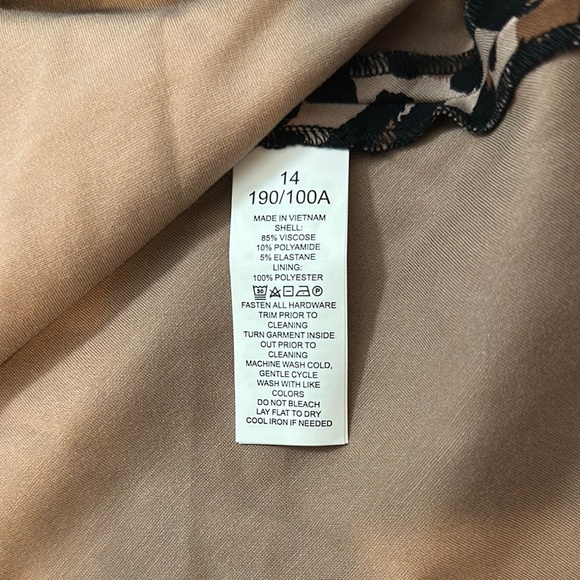 14
190/100A
MADE IN VIETNAM
SHELL:
85% VISCOSE
10% POLYAMIDE
5% ELASTANE
LINING:
100% POLYESTER
FASTEN ALL HARDWARE
TRIM PRIOR TO
CLEANING
TURN GARMENT INSIDE
OUT PRIOR TO
CLEANING
MACHINE WASH COLD,
GENTLE CYCLE
WASH WITH LIKE
COLORS
DO NOT BLEACH
LAY FLAT TO DRY
COOL IRON IF NEEDED